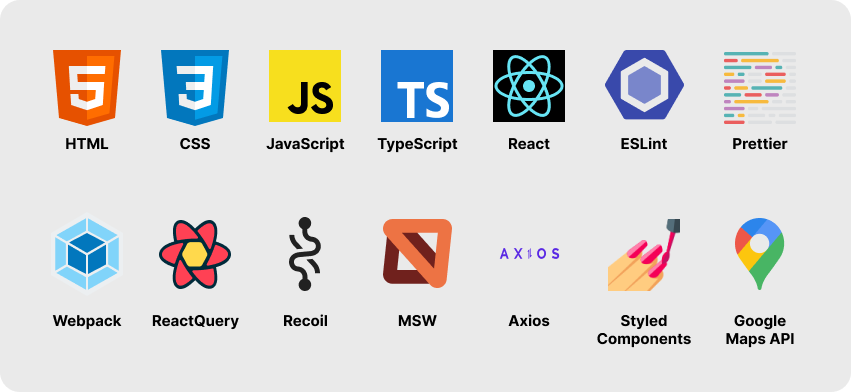 JS
TS
HTML
CSS
JavaScript
TypeScript
React
ESLint
Prettier
AXIOS
Webpack
ReactQuery
Recoil
MSW
Axios
Styled
Components
Google
Maps API